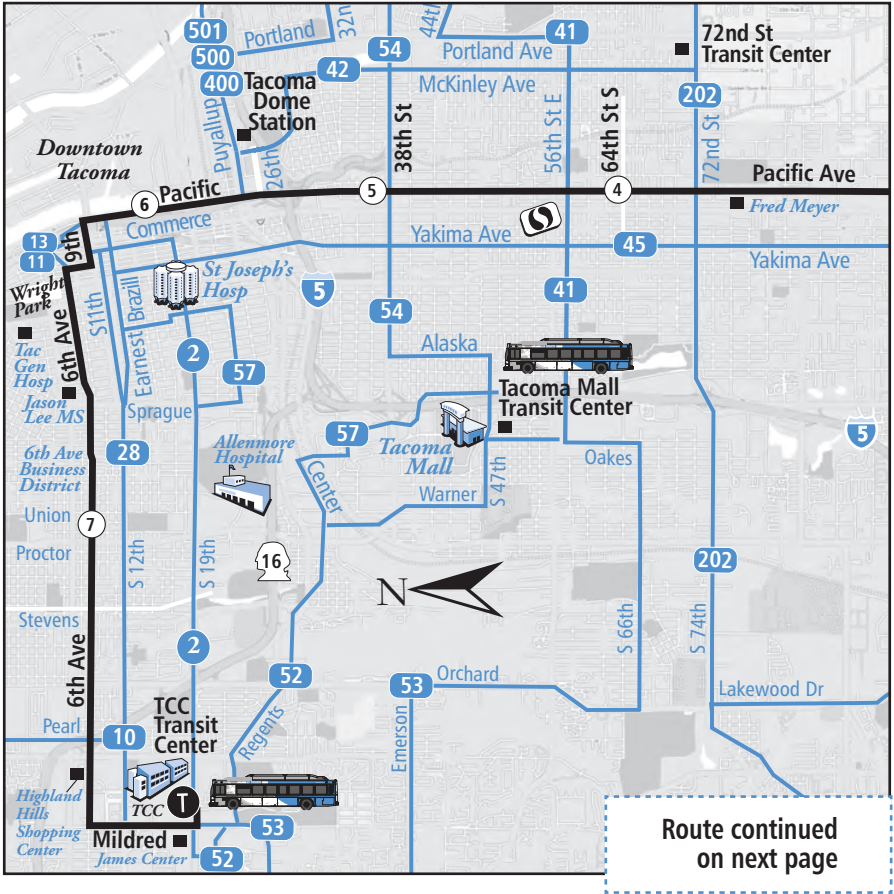 501
Portland
32n
44th
41
72nd St
Transit Center
500
54
Portland Ave
400
Tacoma
Dome
Station
42
McKinley Ave
202
Puyallup
26th
38th St
56th St E
64th St S
72nd St
Downtown
Tacoma
Pacific Ave
6
Pacific
5
4
Fred Meyer
Commerce
S
13
11
9th
Yakima Ave
45
Yakima Ave
St Joseph's
Hosp
5
41
Wright
Park
S11th
Earnest Brazill
54
Alaska
6th Ave
2
57
Tac
Gen
Hosp
Jason
Lee MS
Tacoma Mall
Transit Center
Sprague
57
Tacoma
Mall
5
28
Allenmore
Hospital
6th Ave
Business
District
Center
Oakes
Warner
S 47th
Union
7
Proctor
S 12th
S 19th
16
N
202
Stevens
6th Ave
2
S 66th
S 74th
52
53
Orchard
Lakewood Dr
TCC
Transit
Center
Pearl
10
Regents
Emerson
Highland
Hills
Shopping
Center
TCC
T
Mildred
53
James Center
52
Route continued
on next page